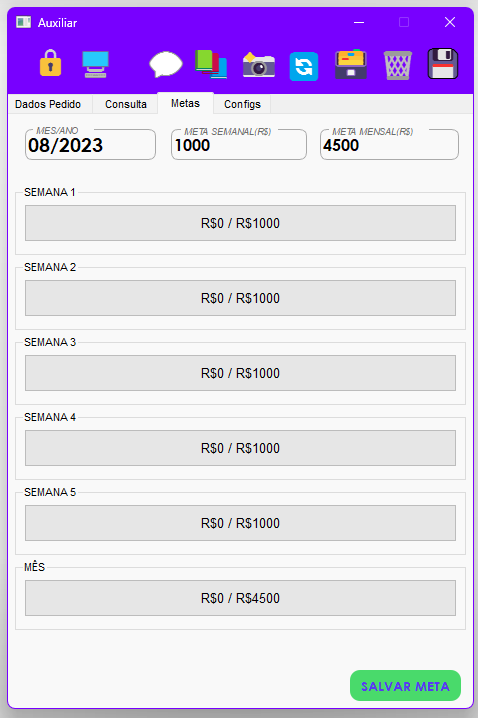 Auxiliar
Dados Pedido Consulta Metas Configs
MES/ANO META SEMANAL(R$) META MENSAL(R$)
08/2023 1000 4500
SEMANA 1
R$0 / R$1000
SEMANA 2
R$0 / R$1000
SEMANA 3
R$0 / R$1000
SEMANA 4
R$0 / R$1000
SEMANA 5
R$0 / R$1000
MÊS
R$0 / R$4500
SALVAR META